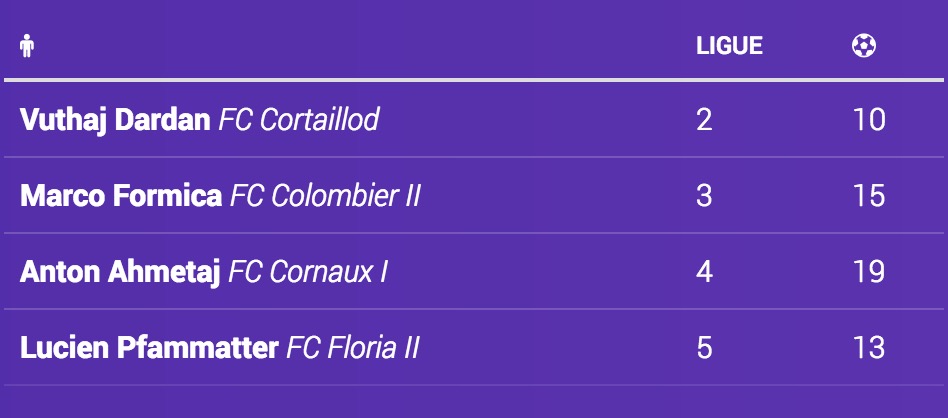 LIGUE
Vuthaj Dardan FC Cortaillod 2 10
Marco Formica FC Colombier II 3 15
Anton Ahmetaj FC Cornaux I 4 19
Lucien Pfammatter FC Floria II 5 13